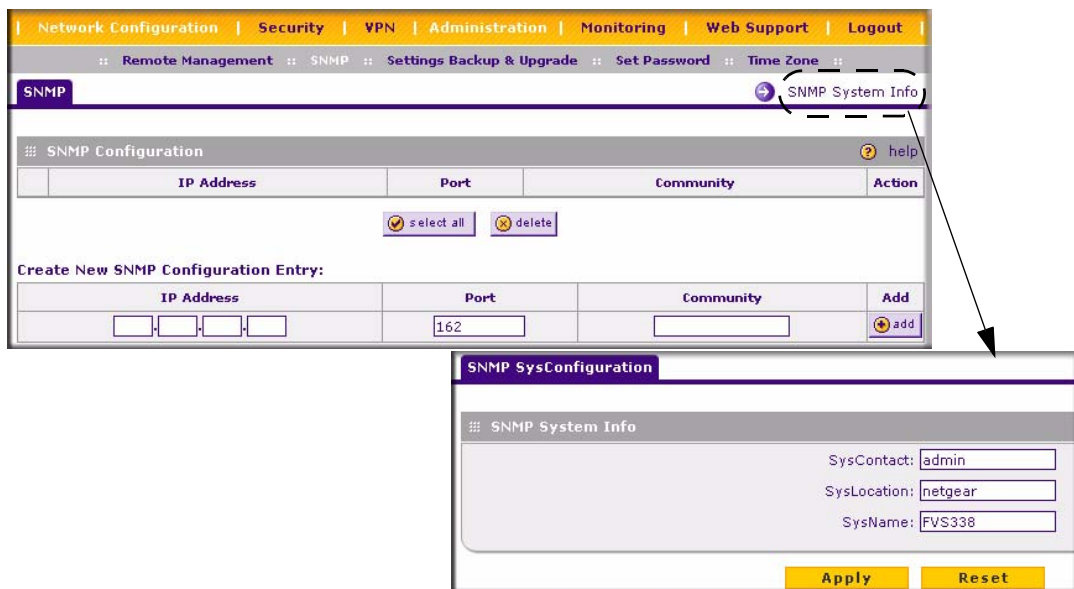 | Network Configuration | Security | VPN | Administration | Monitoring | Web Support | Logout |
:: Remote Management :: SNMP :: Settings Backup & Upgrade :: Set Password :: Time Zone ::
SNMP SNMP System Info
SNMP Configuration help
IP Address Port Community Action
select all delete
Create New SNMP Configuration Entry:
IP Address Port Community Add
. . . 162 add
SNMP SysConfiguration
SNMP System Info
SysContact: admin
SysLocation: netgear
SysName: FVS338
Apply Reset